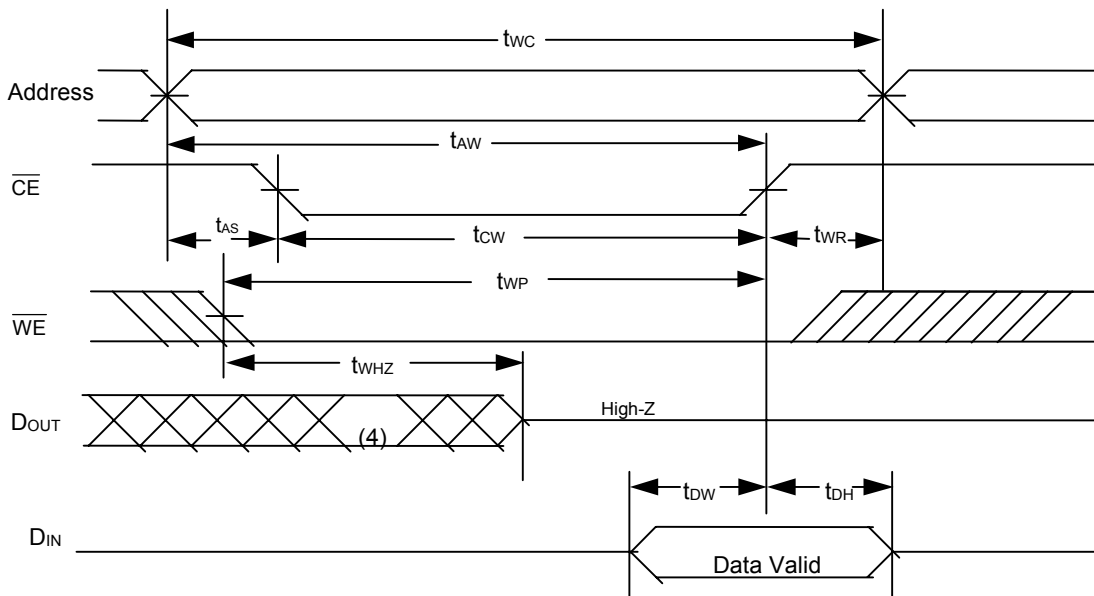 tWC
Address
tAW
CE
tAS
tCW
tWR
tWP
WE
tWHZ
DOUT
(4)
High-Z
tDW
tDH
DIN
Data Valid